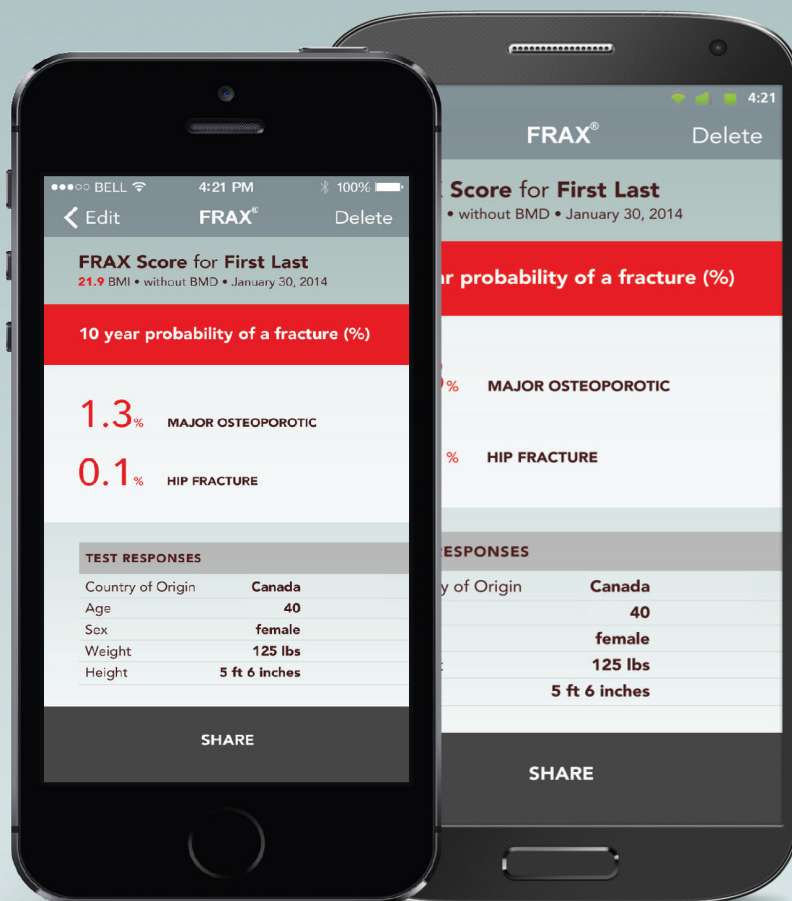 BELL 4:21 PM 100%
Edit FRAX® Delete
FRAX Score for First Last
21.9 BMI • without BMD • January 30, 2014
10 year probability of a fracture (%)
1.3% MAJOR OSTEOPOROTIC
0.1% HIP FRACTURE
TEST RESPONSES
Country of Origin Canada
Age 40
Sex female
Weight 125 lbs
Height 5 ft 6 inches
SHARE
4:21
FRAX® Delete
Score for First Last
• without BMD • January 30, 2014
probability of a fracture (%)
% MAJOR OSTEOPOROTIC
% HIP FRACTURE
RESPONSES
of Origin Canada
40
female
125 lbs
5 ft 6 inches
SHARE